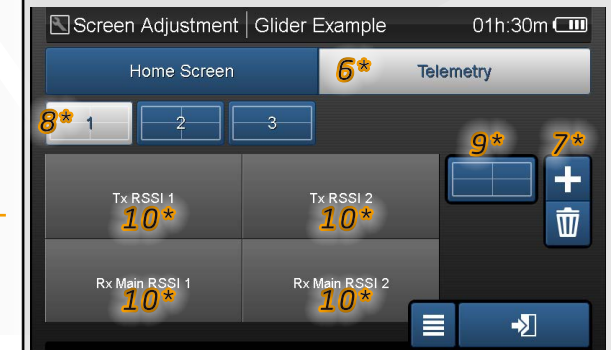 Screen Adjustment Glider Example 01h:30m
Home Screen 6* Telemetry
8* 1 2 3
9* 7*
Tx RSSI 1 Tx RSSI 2
10* 10*
Rx Main RSSI 1 Rx Main RSSI 2
10* 10*